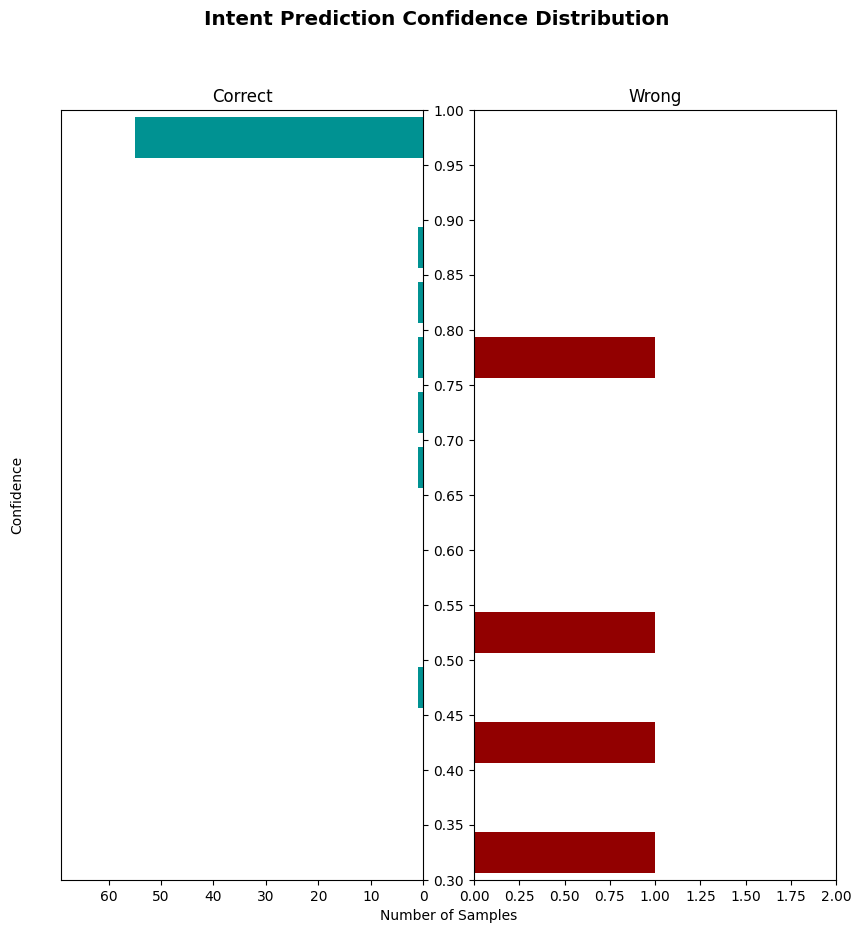 Intent Prediction Confidence Distribution
Correct
Wrong
1.00
0.95
0.90
0.85
0.80
0.75
0.70
0.65
0.60
0.55
0.50
0.45
0.40
0.35
0.30
Confidence
60 50 40 30 20 10 0
0.00 0.25 0.50 0.75 1.00 1.25 1.50 1.75 2.00
Number of Samples